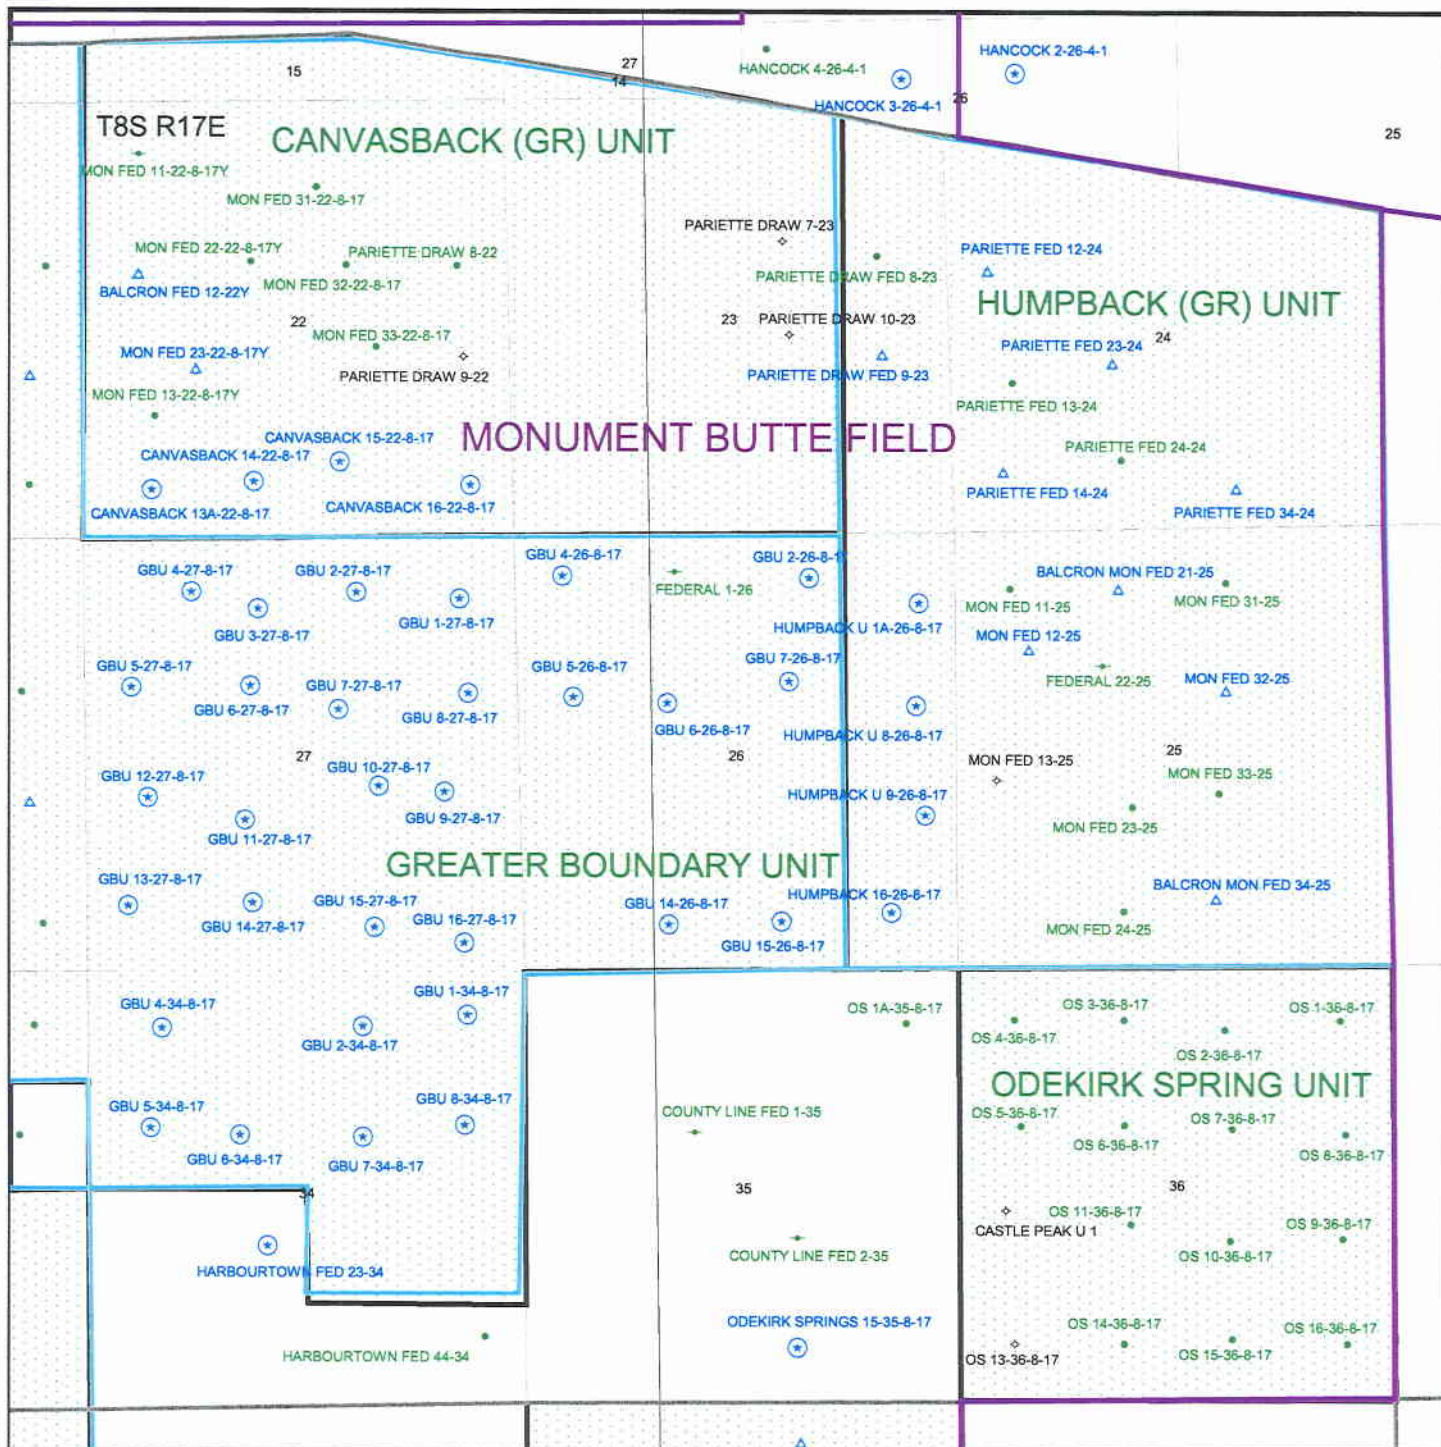 HANCOCK 2-26-4-1
15
27
HANCOCK 4-26-4-1
14
HANCOCK 3-26-4-1
26
T8S R17E
CANVASBACK (GR) UNIT
25
MON FED 11-22-8-17Y
MON FED 31-22-8-17
PARIETTE DRAW 7-23
MON FED 22-22-8-17Y
PARIETTE DRAW 8-22
PARIETTE FED 12-24
MON FED 32-22-8-17
PARIETTE DRAW FED 8-23
BALCRON FED 12-22Y
HUMPBACK (GR) UNIT
22
MON FED 33-22-8-17
23
PARIETTE DRAW 10-23
24
MON FED 23-22-8-17Y
PARIETTE FED 23-24
PARIETTE DRAW 9-22
PARIETTE DRAW FED 9-23
MON FED 13-22-8-17Y
PARIETTE FED 13-24
MONUMENT BUTTE FIELD
CANVASBACK 15-22-8-17
CANVASBACK 14-22-8-17
PARIETTE FED 24-24
PARIETTE FED 14-24
CANVASBACK 13A-22-8-17
CANVASBACK 16-22-8-17
PARIETTE FED 34-24
GBU 4-26-8-17
GBU 2-26-8-17
GBU 4-27-8-17
GBU 2-27-8-17
BALCRON MON FED 21-25
FEDERAL 1-26
MON FED 31-25
GBU 3-27-8-17
GBU 1-27-8-17
MON FED 11-25
HUMPBACK U 1A-26-8-17
MON FED 12-25
GBU 5-27-8-17
GBU 5-26-8-17
GBU 7-26-8-17
GBU 7-27-8-17
FEDERAL 22-25
MON FED 32-25
GBU 6-27-8-17
GBU 8-27-8-17
GBU 6-26-8-17
HUMPBACK U 8-26-8-17
27
26
25
MON FED 13-25
GBU 12-27-8-17
GBU 10-27-8-17
MON FED 33-25
HUMPBACK U 9-26-8-17
GBU 9-27-8-17
MON FED 23-25
GBU 11-27-8-17
GREATER BOUNDARY UNIT
GBU 13-27-8-17
BALCRON MON FED 34-25
GBU 15-27-8-17
GBU 14-26-8-17
HUMPBACK 16-26-8-17
GBU 14-27-8-17
GBU 16-27-8-17
MON FED 24-25
GBU 15-26-8-17
GBU 4-34-8-17
GBU 1-34-8-17
OS 1A-35-8-17
OS 3-36-8-17
OS 1-36-8-17
GBU 2-34-8-17
OS 4-36-8-17
OS 2-36-8-17
ODEKIRK SPRING UNIT
GBU 5-34-8-17
GBU 8-34-8-17
COUNTY LINE FED 1-35
OS 5-36-8-17
OS 7-36-8-17
OS 6-36-8-17
GBU 6-34-8-17
GBU 7-34-8-17
OS 8-36-8-17
34
35
36
OS 11-36-8-17
OS 9-36-8-17
CASTLE PEAK U 1
COUNTY LINE FED 2-35
OS 10-36-8-17
HARBOURTOWN FED 23-34
ODEKIRK SPRINGS 15-35-8-17
OS 14-36-8-17
OS 16-36-8-17
HARBOURTOWN FED 44-34
OS 13-36-8-17
OS 15-36-8-17